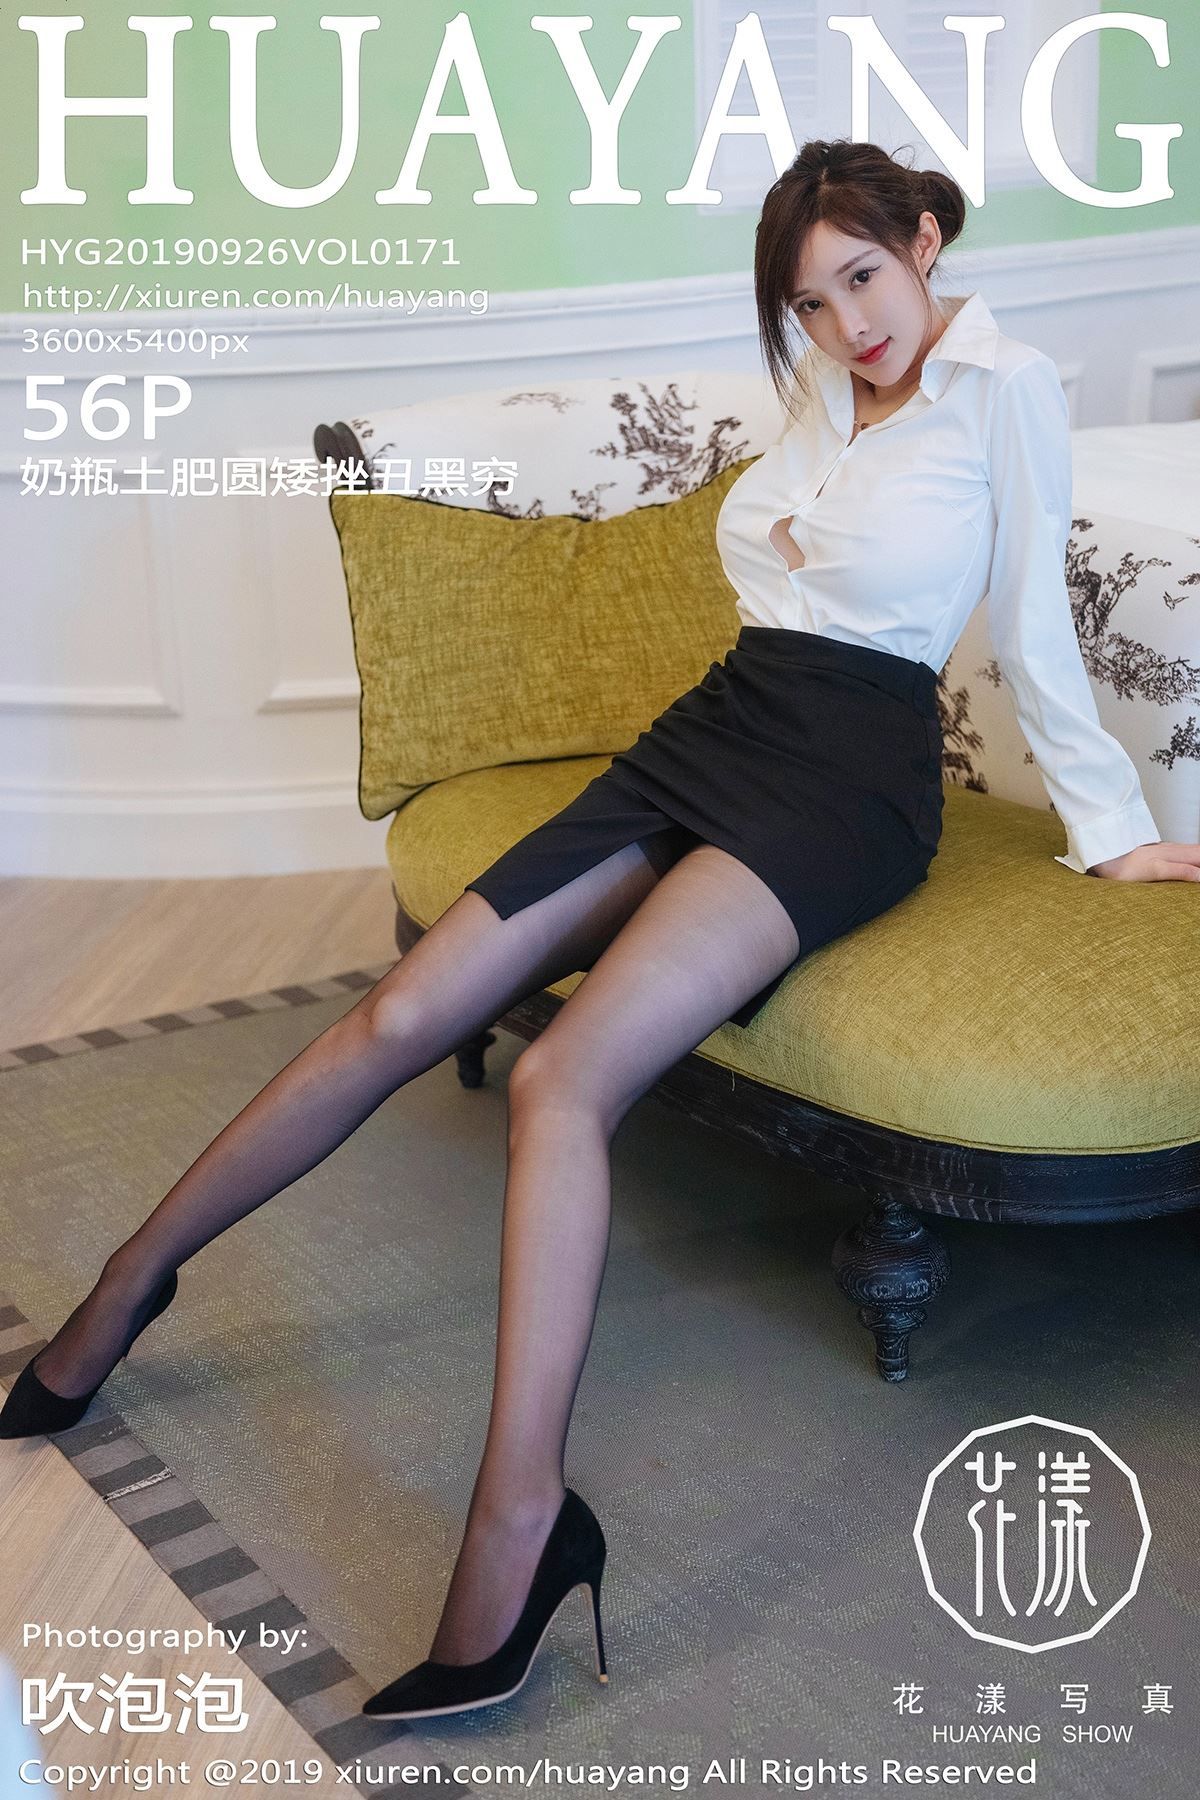 HUAYANG
HYG20190926VOL0171
http://xiuren.com/huayang
3600x5400px
56P
奶瓶土肥圆矮挫丑黑穷
花漾
Photography by:
吹泡泡
花漾写真
HUAYANG SHOW
Copyright @2019 xiuren.com/huayang All Rights Reserved